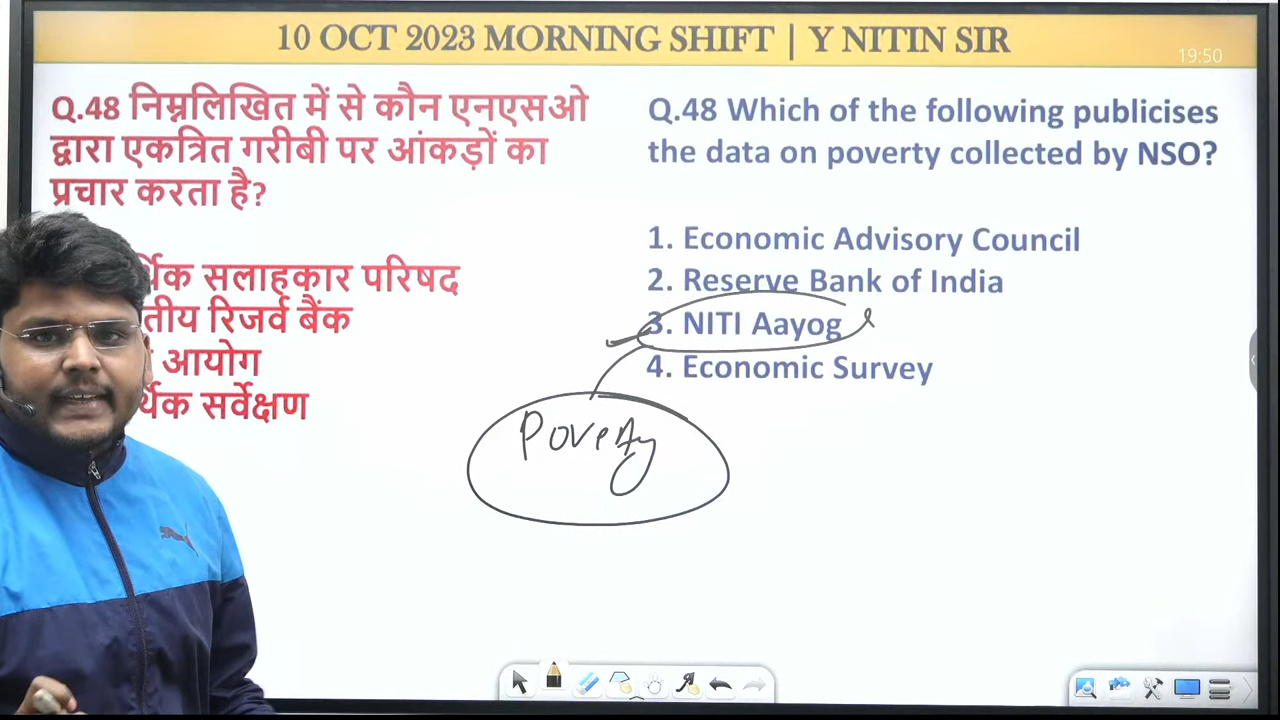 10 OCT 2023 MORNING SHIFT | Y NITIN SIR
19:50
Q.48 निम्नलिखित में से कौन एनएसओ
द्वारा एकत्रित गरीबी पर आंकड़ों का
प्रचार करता है?
र्थिक सलाहकार परिषद
तीय रिजर्व बैंक
आयोग
र्थिक सर्वेक्षण
Q.48 Which of the following publicises
the data on poverty collected by NSO?
1. Economic Advisory Council
2. Reserve Bank of India
3. NITI Aayog
4. Economic Survey
Poverty